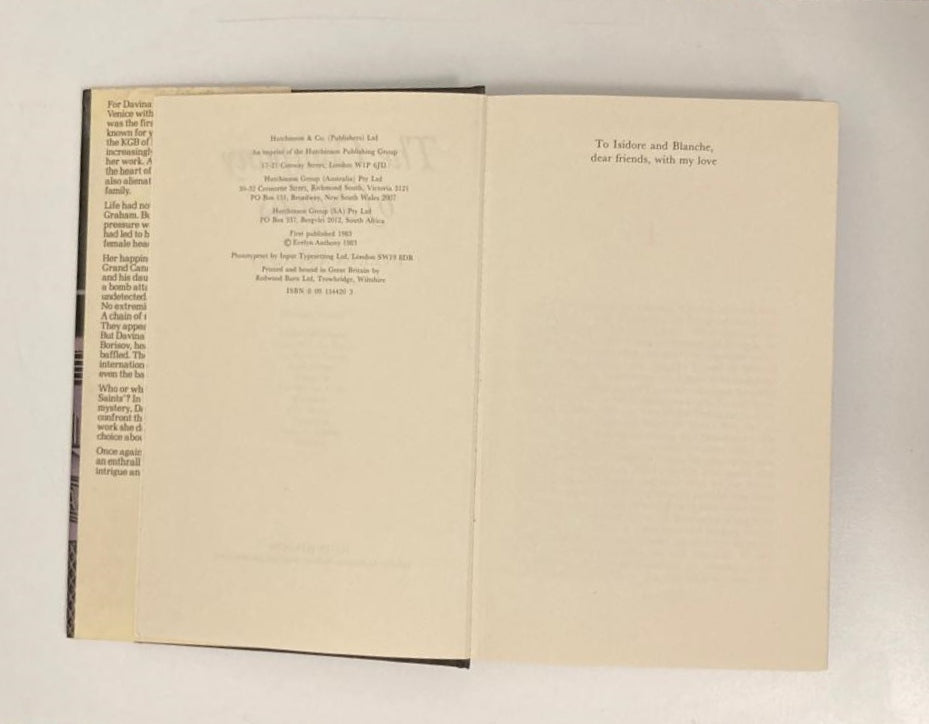 For Davina
Venice with
was the firs
known for y
the KGB of
increasingly
her work. A
the heart of
also alienat
family.
Life had no
Graham. Bu
pressure w
had led to h
female hea
Her happin
Grand Cana
and his dau
a bomb atta
undetected
No extremi
A chain of
They appea
But Davina
Borisov, he
baffled. Th
internation
even the ba
Who or wh
Saints'? In
mystery, Da
confront th
work she d
choice abou
Once again
an enthrall
intrigue an
Hutchinson & Co. (Publishers) Ltd
An imprint of the Hutchinson Publishing Group
17-21 Conway Street, London W1P 6JD
Hutchinson Group (Australia) Pty Ltd
30-32 Cremorne Street, Richmond South, Victoria 3121
PO Box 151, Broadway, New South Wales 2007
Hutchinson Group (SA) Pty Ltd
PO Box 337, Bergvlei 2012, South Africa
First published 1983
© Evelyn Anthony 1983
Phototypeset by Input Typesetting Ltd, London SW19 8DR
Printed and bound in Great Britain by
Redwood Burn Ltd, Trowbridge, Wiltshire
ISBN 0 09 154420 3
To Isidore and Blanche,
dear friends, with my love